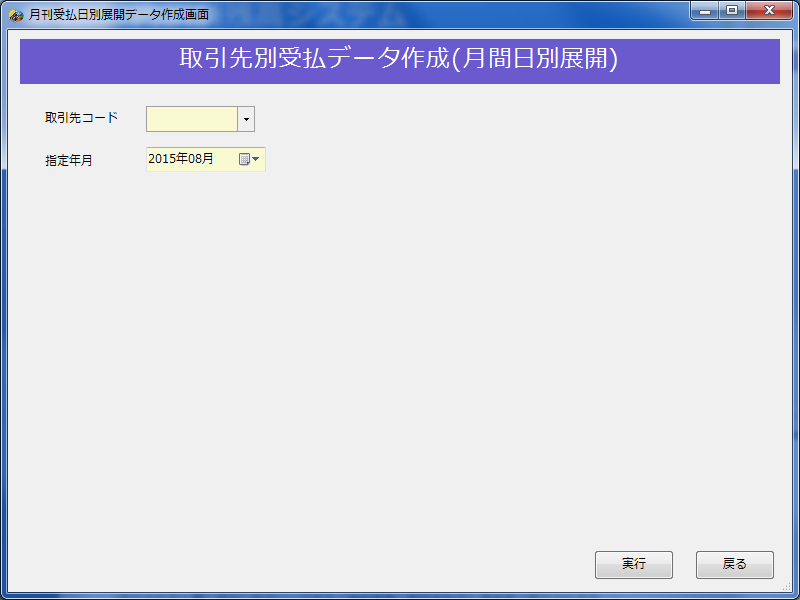 月刊受払日別展開データ作成画面
取引先別受払データ作成(月間日別展開)
取引先コード
指定年月 2015年08月
実行 戻る